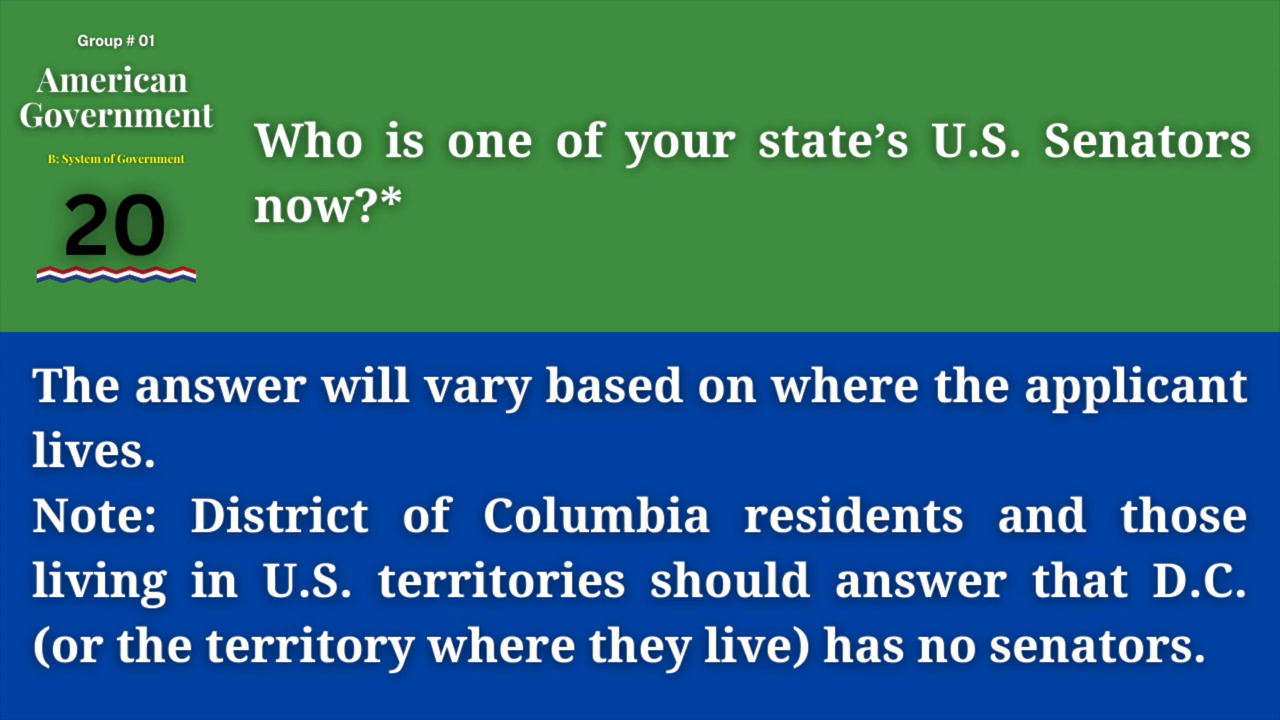 Group # 01
American
Government
B: System of Government
20
Who is one of your state’s U.S. Senators
now?*
The answer will vary based on where the applicant
lives.
Note: District of Columbia residents and those
living in U.S. territories should answer that D.C.
(or the territory where they live) has no senators.